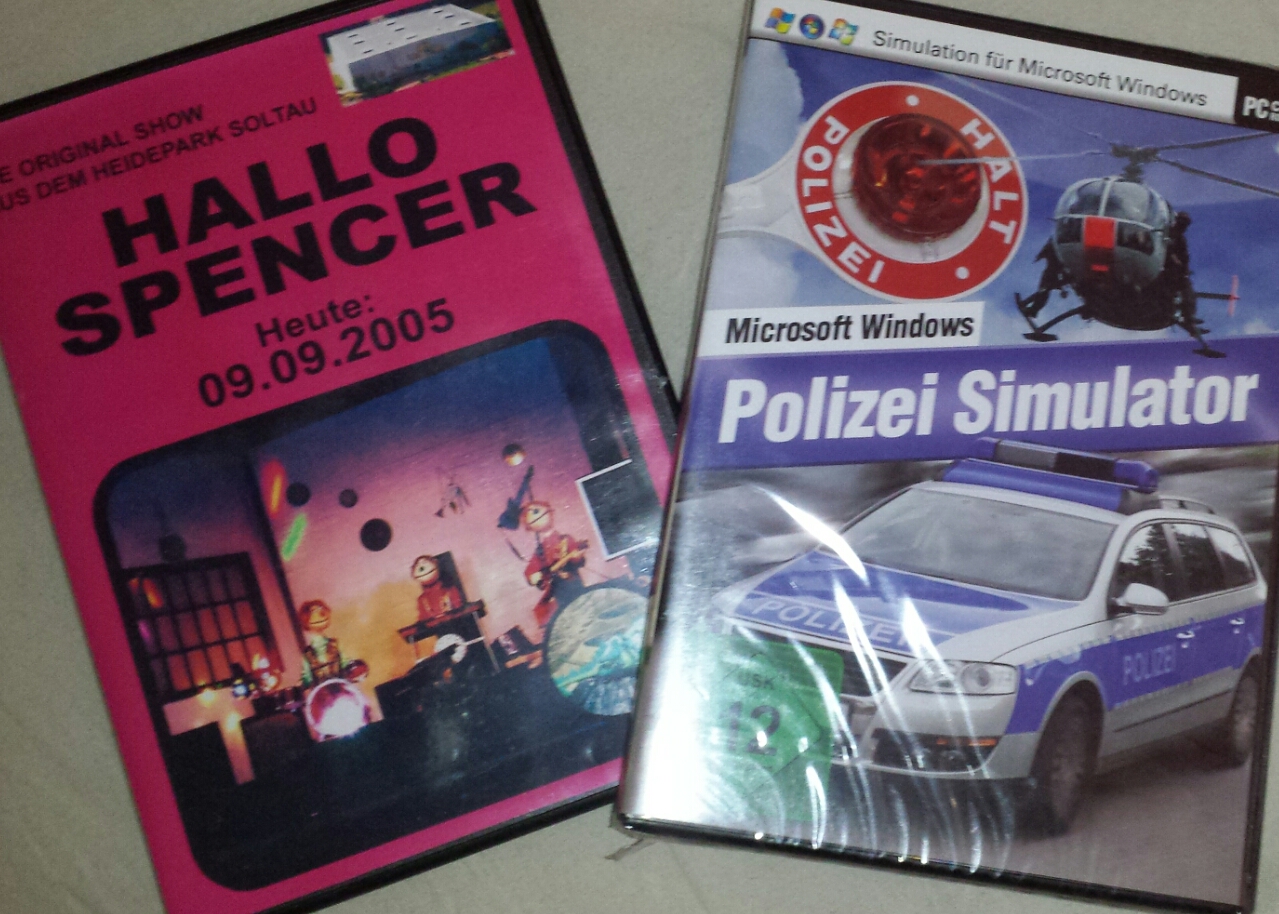 E ORIGINAL SHOW
US DEM HEIDEPARK SOLTAU
HALLO
SPENCER
Heute:
09.09.2005
Simulation für Microsoft Windows
PC
HALT
POLIZEI
Microsoft Windows
Polizei Simulator
POLIZEI
POLIZEI
USK
12